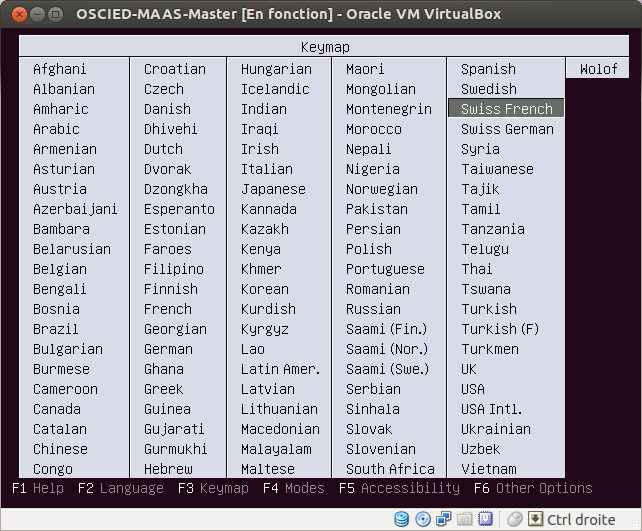 OSCIED-MAAS-Master [En fonction] - Oracle VM VirtualBox
Keymap
Afghani
Albanian
Amharic
Arabic
Armenian
Asturian
Austria
Azerbaijani
Bambara
Belarusian
Belgian
Bengali
Bosnia
Brazil
Bulgarian
Burmese
Cameroon
Canada
Catalan
Chinese
Congo
Croatian
Czech
Danish
Dhivehi
Dutch
Dvorak
Dzongkha
Esperanto
Estonian
Faroes
Filipino
Finnish
French
Georgian
German
Ghana
Greek
Guinea
Gujarati
Gurmukhi
Hebrew
Hungarian
Icelandic
Indian
Iraqi
Irish
Italian
Japanese
Kannada
Kazakh
Kenya
Khmer
Korean
Kurdish
Kyrgyz
Lao
Latin Amer.
Latvian
Lithuanian
Macedonian
Malayalam
Maltese
Maori
Mongolian
Montenegrin
Morocco
Nepali
Nigeria
Norwegian
Pakistan
Persian
Polish
Portuguese
Romanian
Russian
Saami (Fin.)
Saami (Nor.)
Saami (Swe.)
Serbian
Sinhala
Slovak
Slovenian
South Africa
Spanish
Swedish
Swiss French
Swiss German
Syria
Taiwanese
Tajik
Tamil
Tanzania
Telugu
Thai
Tswana
Turkish
Turkish (F)
Turkmen
UK
USA
USA Intl.
Ukrainian
Uzbek
Vietnam
Wolof
F1 Help F2 Language F3 Keymap F4 Modes F5 Accessibility F6 Other Options
Ctrl droite